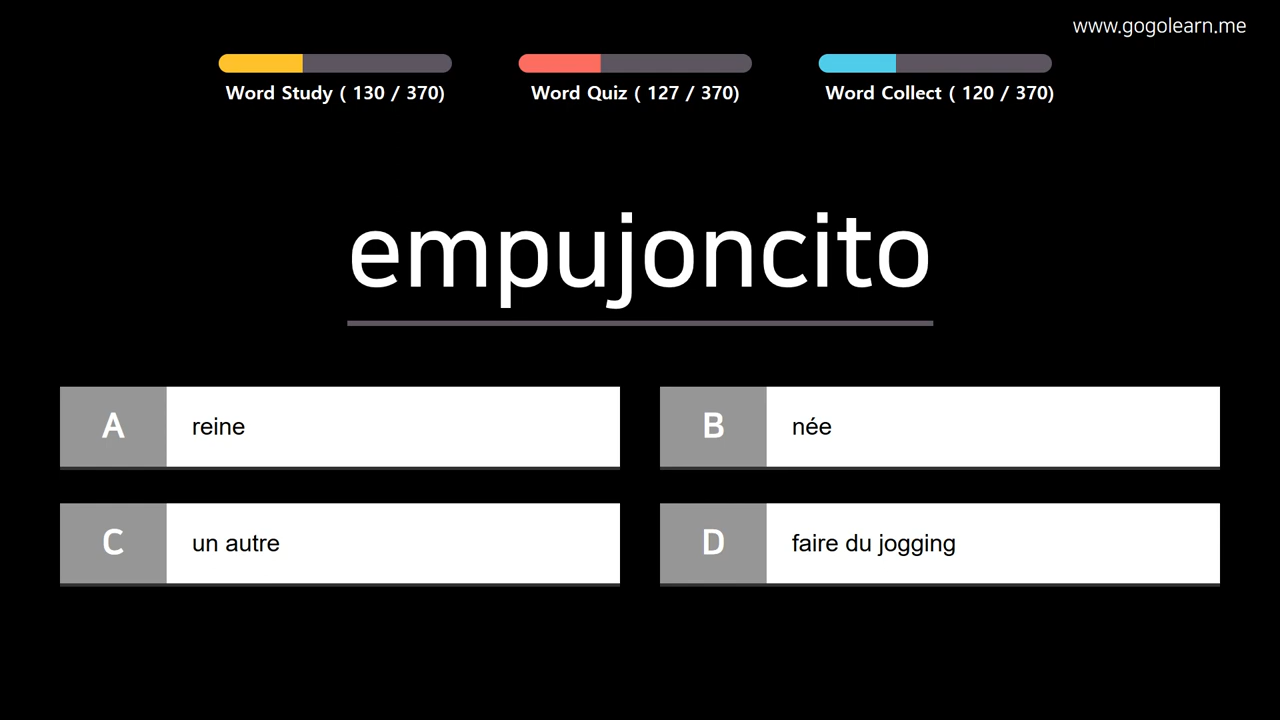 www.gogolearn.me
Word Study ( 130 / 370)
Word Quiz ( 127 / 370)
Word Collect ( 120 / 370)
empujoncito
A reine
B née
C un autre
D faire du jogging